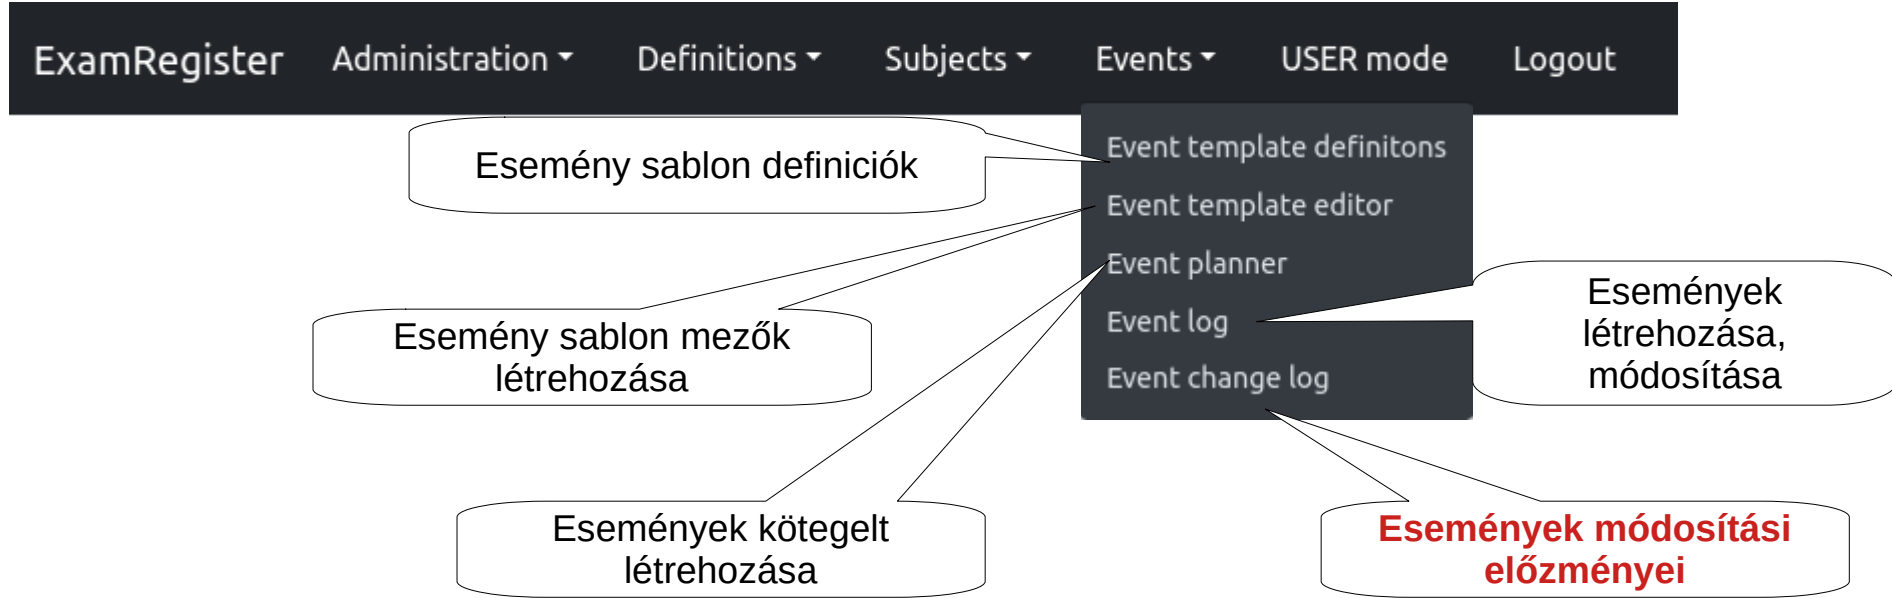 ExamRegister Administration Definitions Subjects Events USER mode Logout
Esemény sablon definiciók
Event template definitons
Event template editor
Event planner
Event log
Event change log
Esemény sablon mezők
létrehozása
Események
létrehozása,
módosítása
Események kötegelt
létrehozása
Események módosítási
előzményei